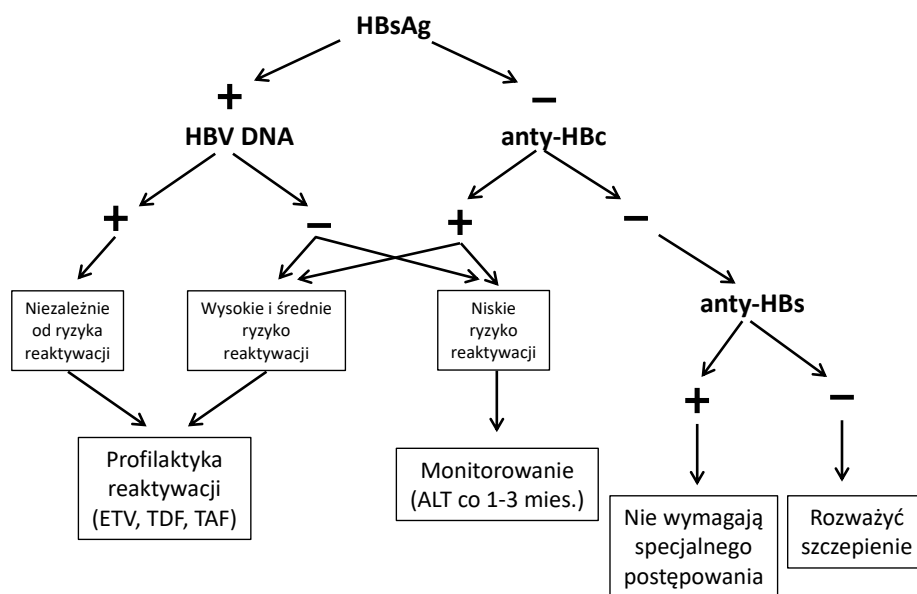 HBsAg
+
−
HBV DNA
anty-HBc
+
−
+
−
Niezależnie
od ryzyka
reaktywacji
Wysokie i średnie
ryzyko
reaktywacji
Niskie
ryzyko
reaktywacji
anty-HBs
+
−
Profilaktyka
reaktywacji
(ETV, TDF, TAF)
Monitorowanie
(ALT co 1-3 mies.)
Nie wymagają
specjalnego
postępowania
Rozważyć
szczepienie